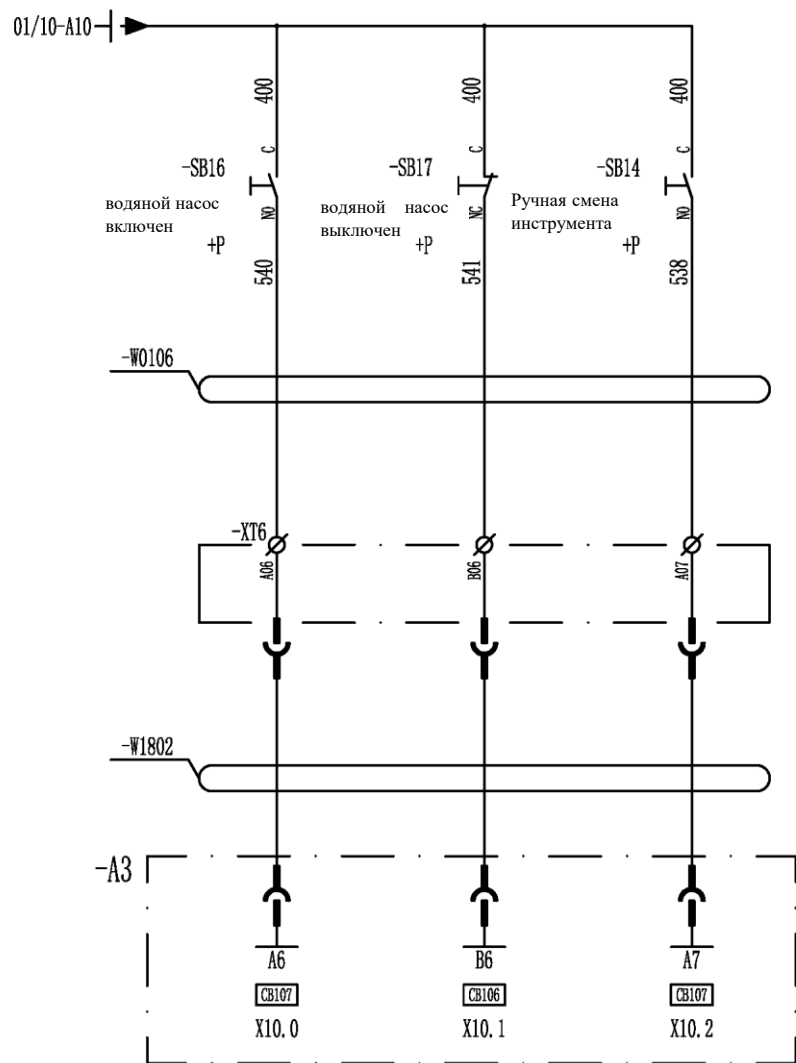 01/10-A10
400 400 400
C C C
-SB16 -SB17 -SB14
водяной насос
включен
водяной насос
выключен
Ручная смена
инструмента
NO NC NO
+P +P +P
540 541 538
-W0106
-XT6
A06 B06 A07
-W1802
-A3
A6 B6 A7
CB107 CB106 CB107
X10.0 X10.1 X10.2